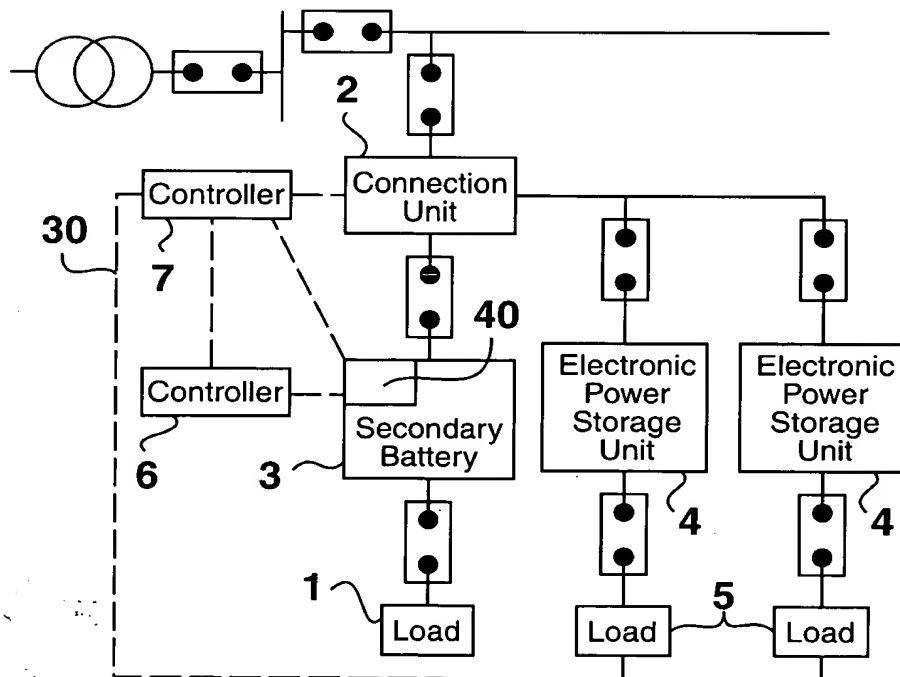 2
Controller
Connection
Unit
30
7
40
Controller
6
Secondary
Battery
3
Electronic
Power
Storage
Unit
4
Electronic
Power
Storage
Unit
4
1
Load
Load
5
Load